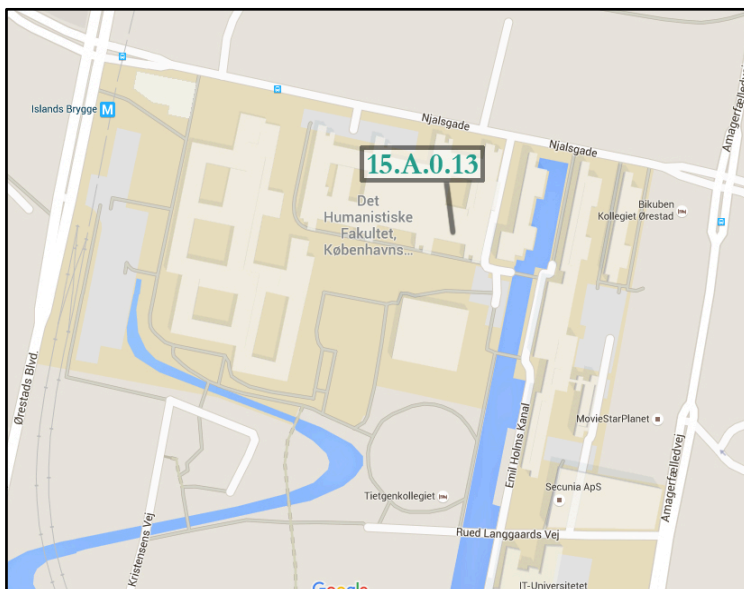 Islands Brygge
M
Njalsgade
Njalsgade
Amagerfælledvej
15.A.0.13
Det
Humanistiske
Fakultet,
Københavns...
Bikuben
Kollegiet Ørestad
Ørestads Blvd.
MovieStarPlanet
Emil Holms Kanal
Amagerfælledvej
Tietgenkollegiet
Secunia ApS
Kristensens Vej
Rued Langgaards Vej
IT-Universitetet
Google